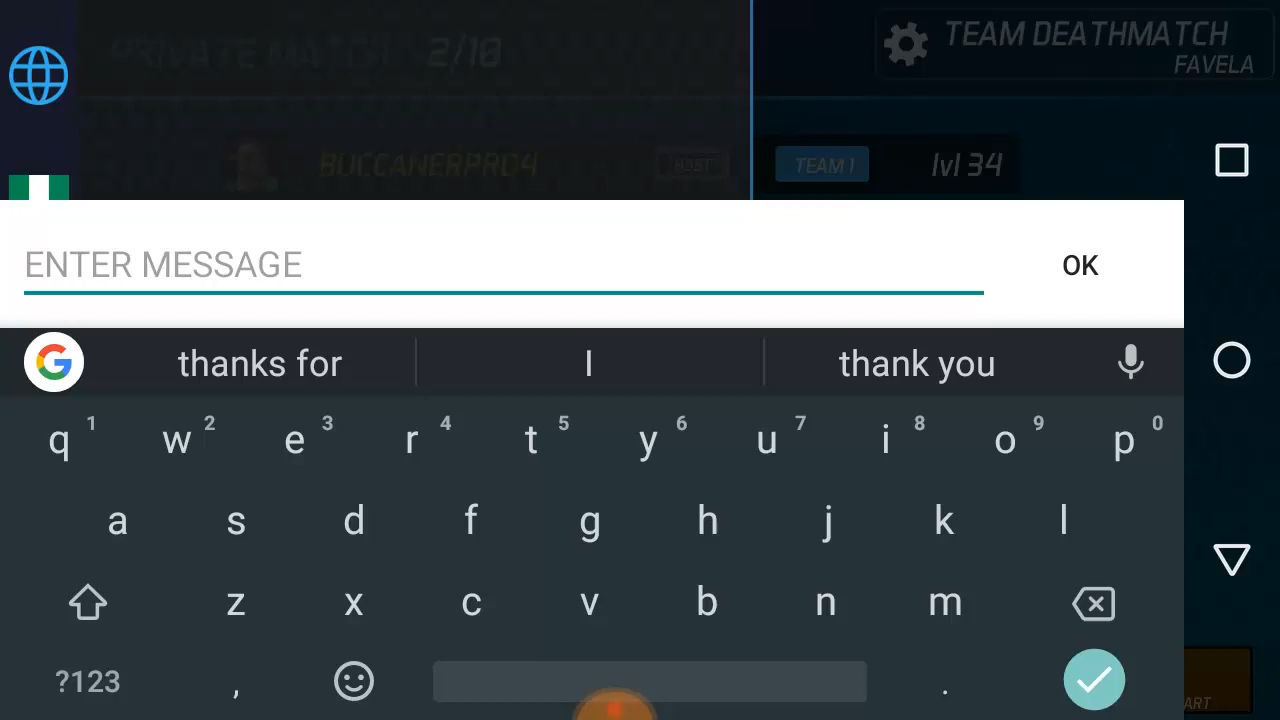 PRIVATE MATCH 2/10
TEAM DEATHMATCH
FAVELA
BUCCANERPRO4
HOST
TEAM 1
lvl 34
ENTER MESSAGE
OK
thanks for
I
thank you
q 1 w 2 e 3 r 4 t 5 y 6 u 7 i 8 o 9 p 0
a s d f g h j k l
z x c v b n m
?123 , .
ART